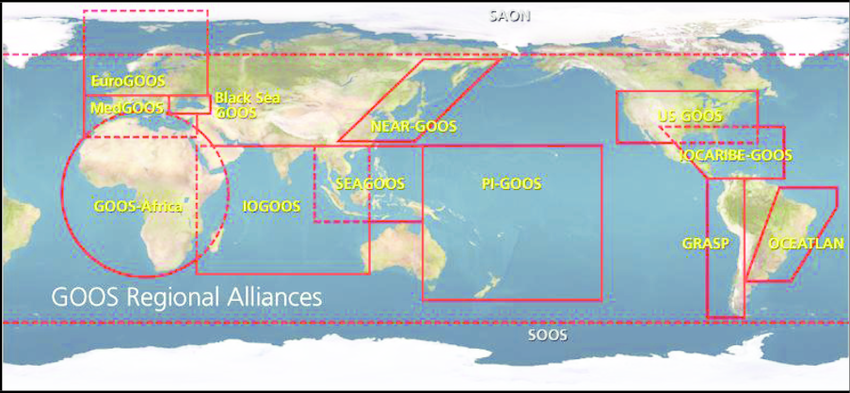 SAON
EuroGOOS
MedGOOS
Black Sea
GOOS
NEAR-GOOS
US GOOS
IOCARIBE-GOOS
GOOS-Africa
IOGOOS
SEAGOOS
PI-GOOS
GRASP
OCEATLAN
GOOS Regional Alliances
SOOS